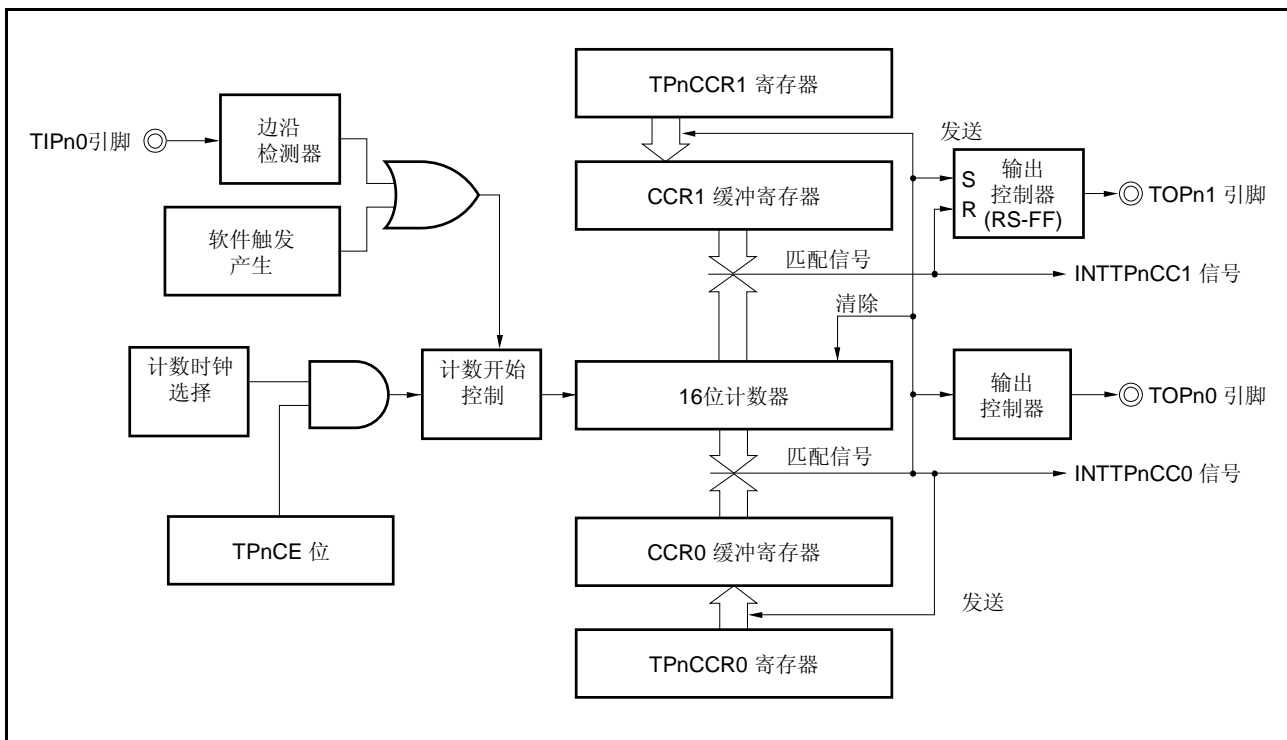 TPnCCR1 寄存器
TIPn0引脚
边沿
检测器
发送
CCR1 缓冲寄存器
S
R
输出
控制器
(RS-FF)
TOPn1 引脚
软件触发
产生
匹配信号
INTTPnCC1 信号
清除
计数时钟
选择
计数开始
控制
16位计数器
输出
控制器
TOPn0 引脚
匹配信号
INTTPnCC0 信号
TPnCE 位
CCR0 缓冲寄存器
发送
TPnCCR0 寄存器